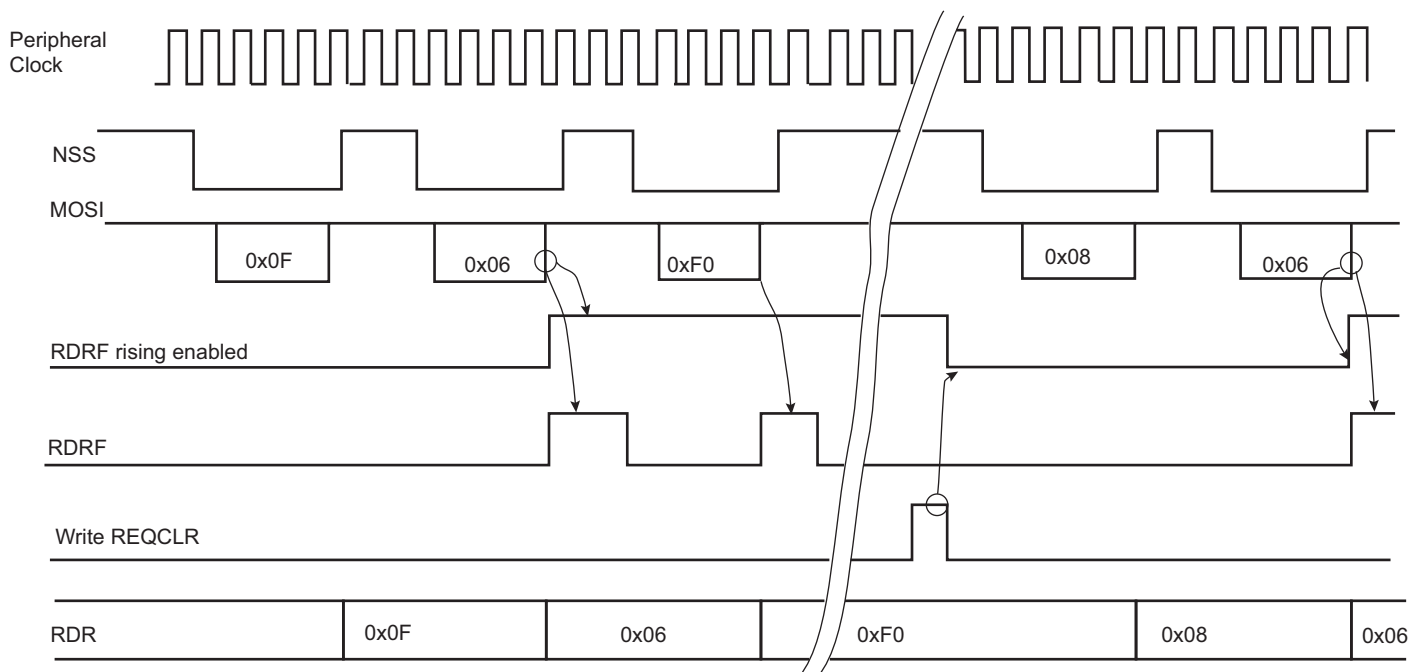 Peripheral
Clock
NSS
MOSI
0x0F
0x06
0xF0
0x08
0x06
RDRF rising enabled
RDRF
Write REQCLR
RDR
0x0F
0x06
0xF0
0x08
0x06